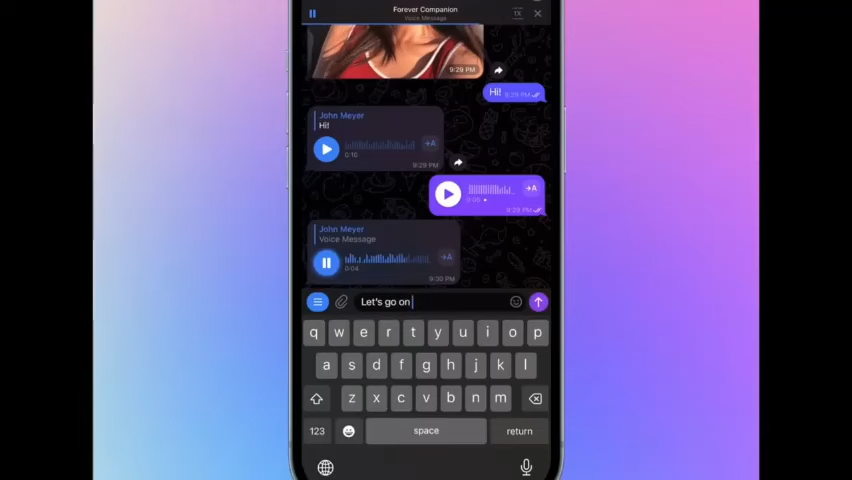 Forever Companion
Voice Message
1X
9:29 PM
Hi! 9:29 PM
John Meyer
Hi!
→A
0:10
9:29 PM
→A
0:05
9:29 PM
John Meyer
Voice Message
→A
0:04
9:30 PM
Let's go on
q w e r t y u i o p
a s d f g h j k l
z x c v b n m
123 space return